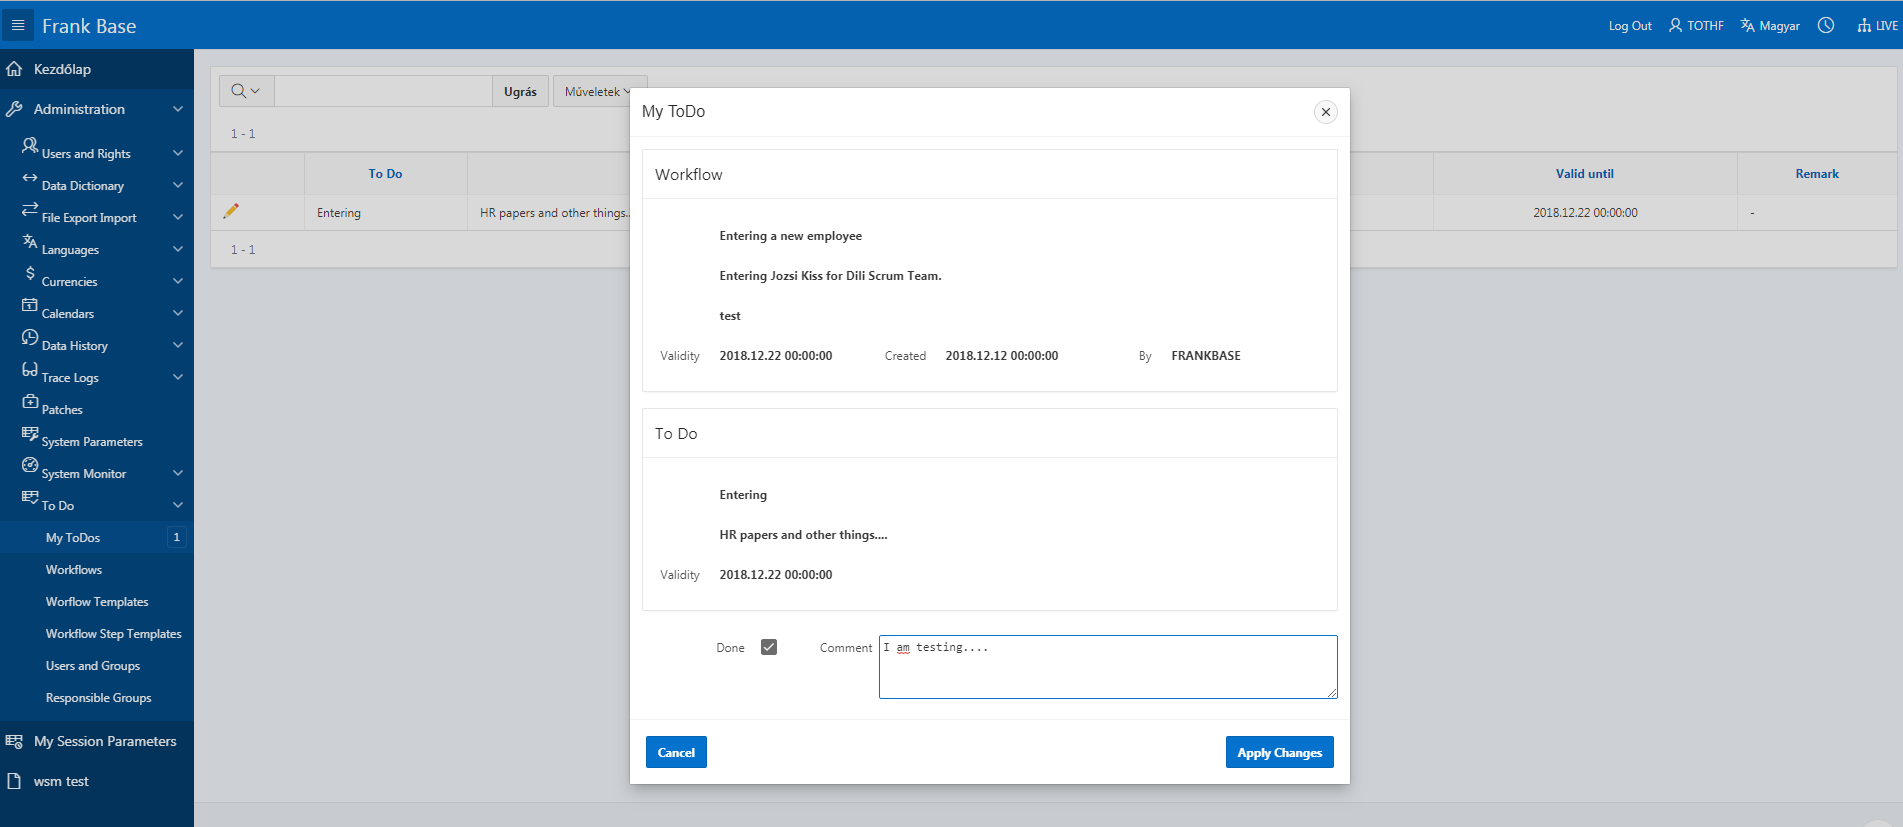 Frank Base
Log Out TOTHF Magyar LIVE
Kezdőlap
Administration
Users and Rights
Data Dictionary
File Export Import
Languages
Currencies
Calendars
Data History
Trace Logs
Patches
System Parameters
System Monitor
To Do
My ToDos 1
Workflows
Worflow Templates
Workflow Step Templates
Users and Groups
Responsible Groups
My Session Parameters
wsm test
Ugrás Műveletek
1 - 1
To Do Valid until Remark
Entering HR papers and other things.. 2018.12.22 00:00:00 -
1 - 1
My ToDo
Workflow
Entering a new employee
Entering Jozsi Kiss for Dili Scrum Team.
test
Validity 2018.12.22 00:00:00 Created 2018.12.12 00:00:00 By FRANKBASE
To Do
Entering
HR papers and other things....
Validity 2018.12.22 00:00:00
Done Comment I am testing....
Cancel Apply Changes